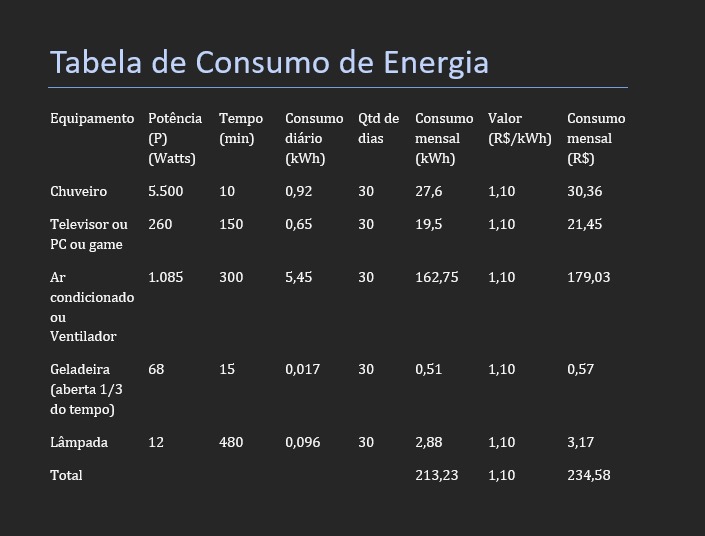 Tabela de Consumo de Energia
Equipamento Potência (P) (Watts) Tempo (min) Consumo diário (kWh) Qtd de dias Consumo mensal (kWh) Valor (R$/kWh) Consumo mensal (R$)
Chuveiro 5.500 10 0,92 30 27,6 1,10 30,36
Televisor ou PC ou game 260 150 0,65 30 19,5 1,10 21,45
Ar condicionado ou Ventilador 1.085 300 5,45 30 162,75 1,10 179,03
Geladeira (aberta 1/3 do tempo) 68 15 0,017 30 0,51 1,10 0,57
Lâmpada 12 480 0,096 30 2,88 1,10 3,17
Total 213,23 1,10 234,58